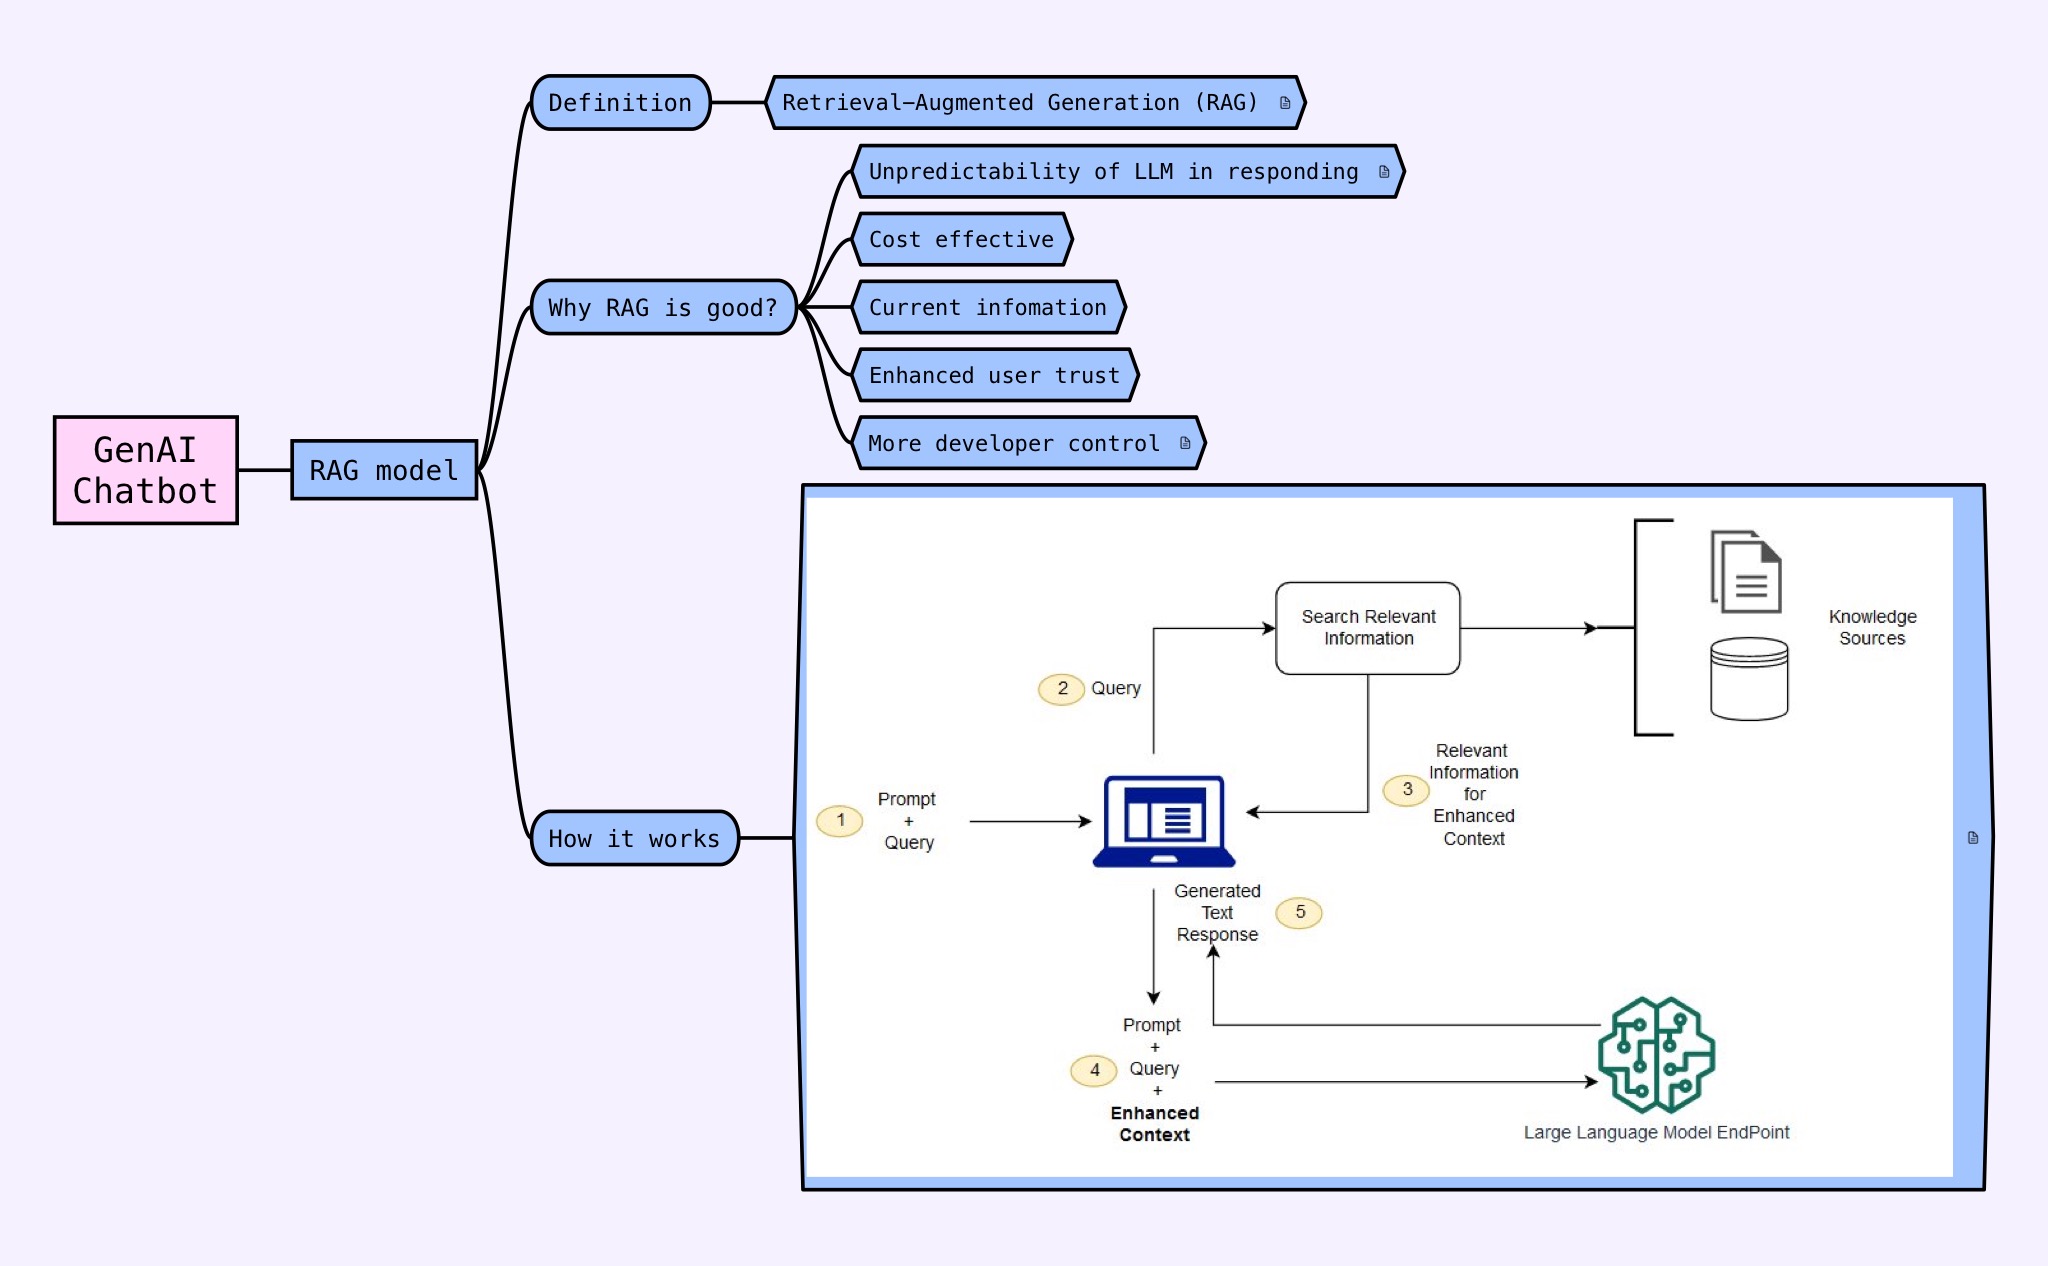 Definition
Retrieval–Augmented Generation (RAG)
Unpredictability of LLM in responding
Cost effective
Why RAG is good?
Current infomation
Enhanced user trust
More developer control
GenAI
Chatbot
RAG model
How it works
Search Relevant
Information
Knowledge
Sources
2 Query
1
Prompt
+
Query
3
Relevant
Information
for
Enhanced
Context
Generated
Text
Response
5
4
Prompt
+
Query
+
Enhanced
Context
Large Language Model EndPoint